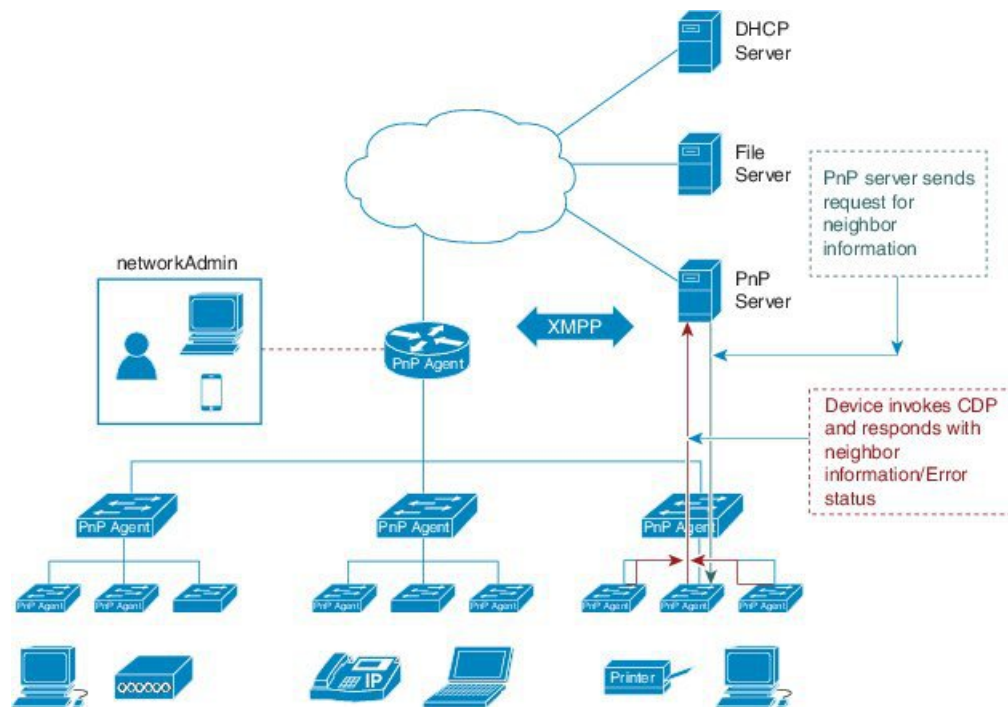 DHCP
Server
File
Server
PnP server sends
request for
neighbor
information
networkAdmin
PnP
Server
XMPP
PnP Agent
Device invokes CDP
and responds with
neighbor
information/Error
status
PnP Agent
PnP Agent
PnP Agent
PnP Agent
PnP Agent
PnP Agent
PnP Agent
PnP Agent
PnP Agent
PnP Agent
IP
Printer